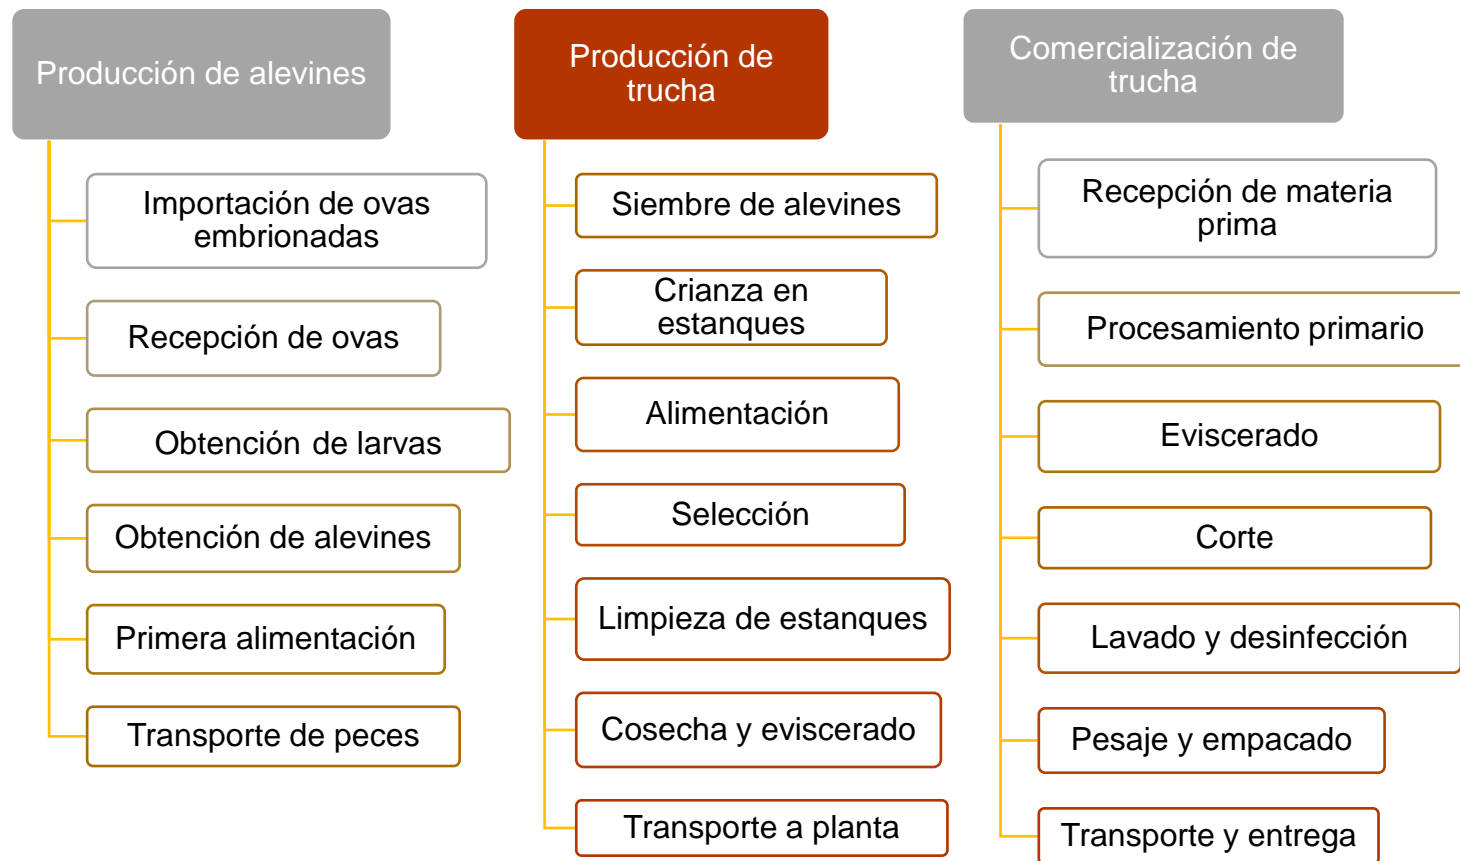 Producción de alevines
Importación de ovas
embrionadas
Recepción de ovas
Obtención de larvas
Obtención de alevines
Primera alimentación
Transporte de peces
Producción de
trucha
Siembre de alevines
Crianza en
estanques
Alimentación
Selección
Limpieza de estanques
Cosecha y eviscerado
Transporte a planta
Comercialización de
trucha
Recepción de materia
prima
Procesamiento primario
Eviscerado
Corte
Lavado y desinfección
Pesaje y empacado
Transporte y entrega